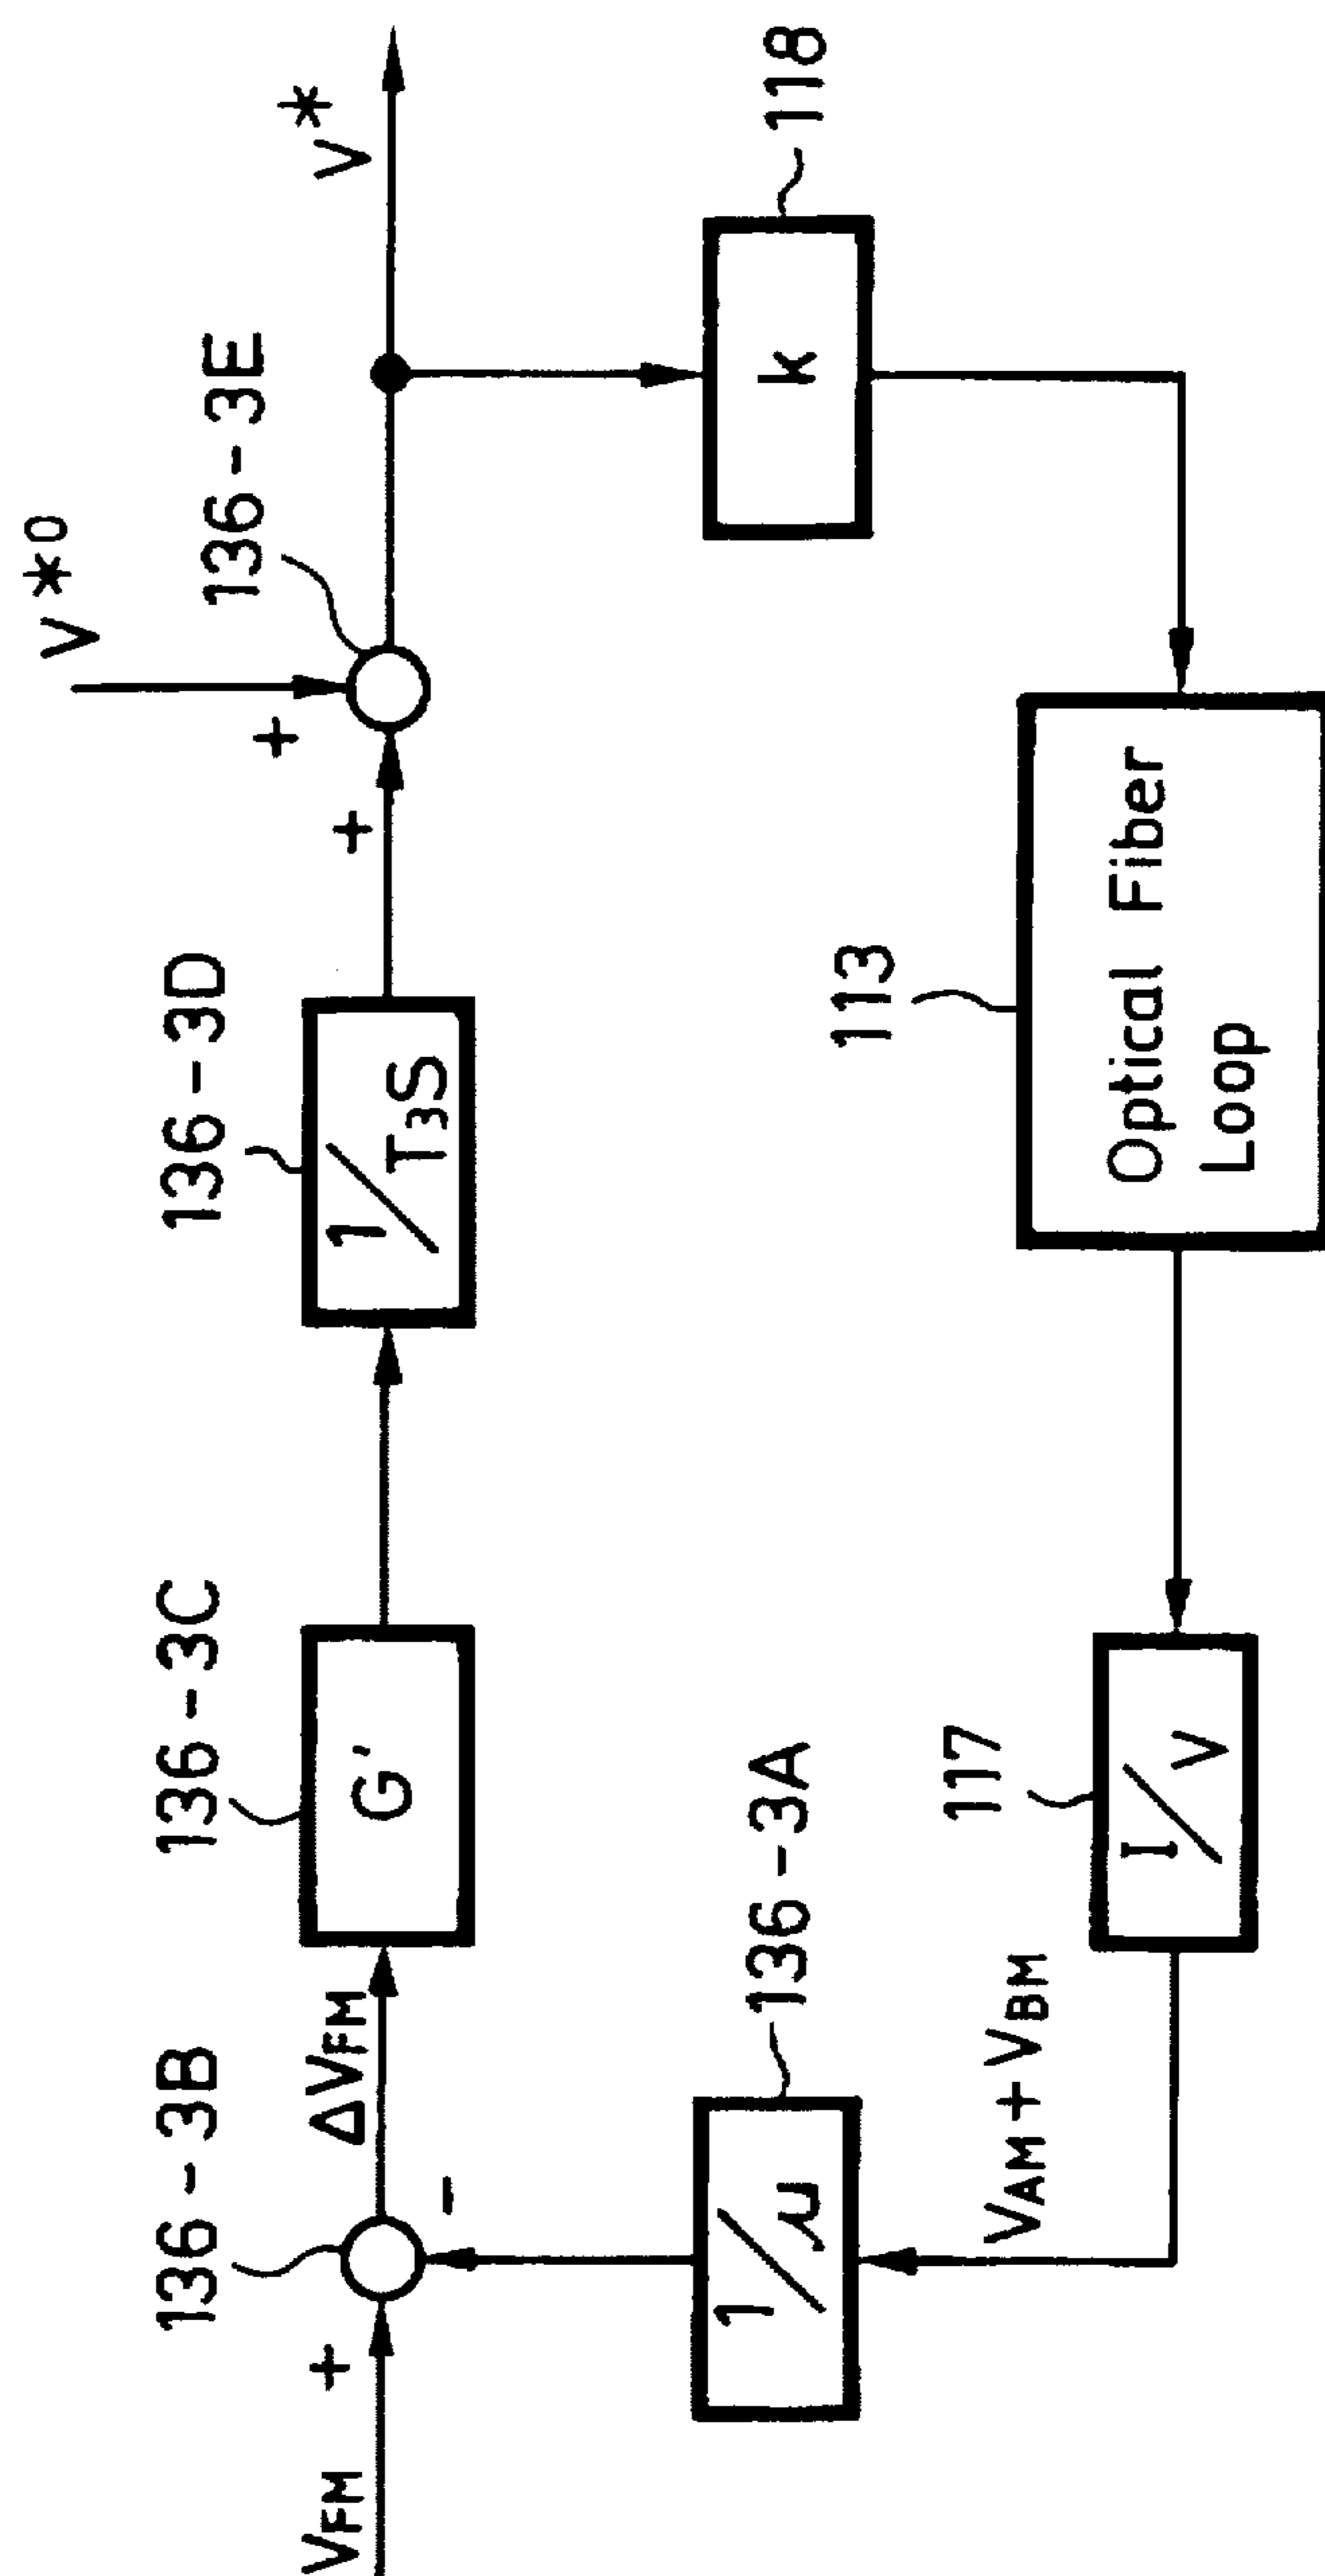 V*0
136-3B
136-3C
136-3D
136-3E
VFM
+
ΔVFM
G'
1/T3S
+
+
V*
-
136-3A
1/μ
k
118
VAM+VBM
117
I/V
113
Optical Fiber
Loop